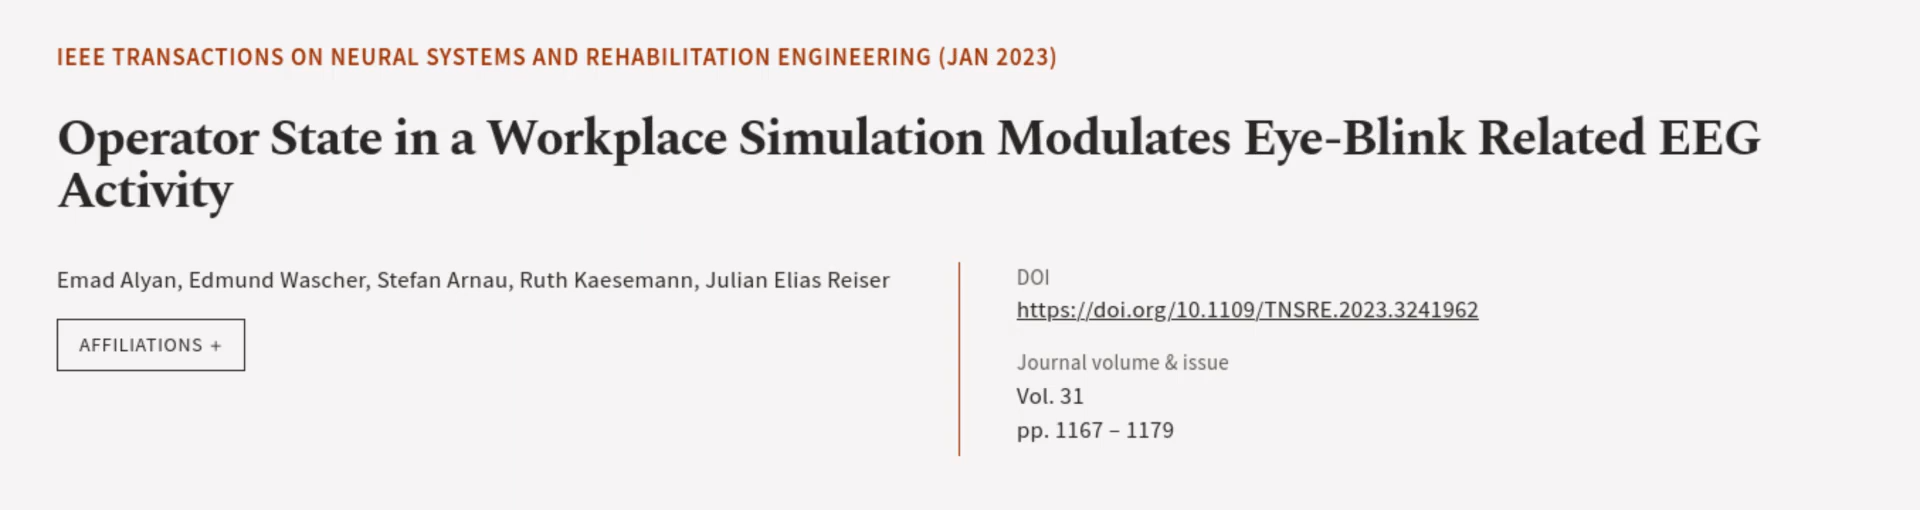 IEEE TRANSACTIONS ON NEURAL SYSTEMS AND REHABILITATION ENGINEERING (JAN 2023)
Operator State in a Workplace Simulation Modulates Eye-Blink Related EEG
Activity
Emad Alyan, Edmund Wascher, Stefan Arnau, Ruth Kaesemann, Julian Elias Reiser
AFFILIATIONS +
DOI
https://doi.org/10.1109/TNSRE.2023.3241962
Journal volume & issue
Vol. 31
pp. 1167 – 1179